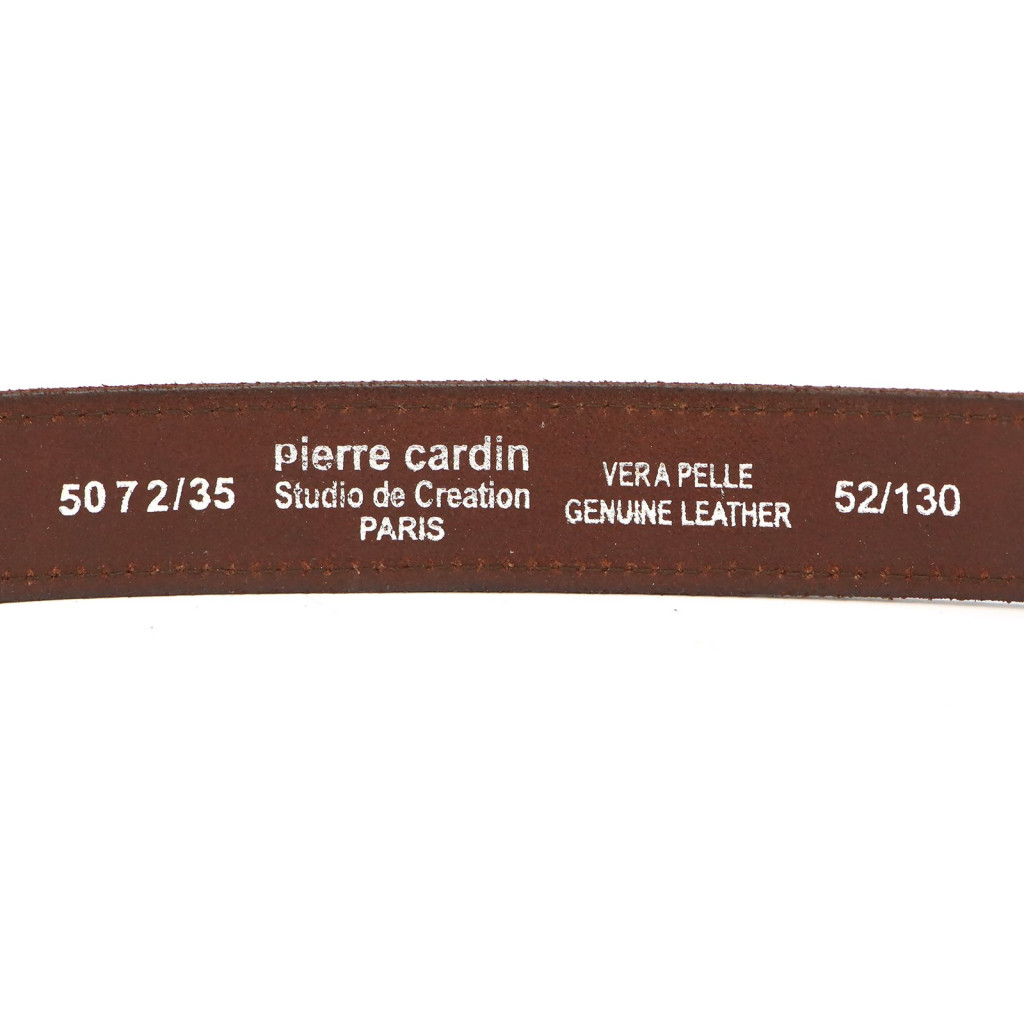 5072/35
pierre cardin
Studio de Creation
PARIS
VERA PELLE
GENUINE LEATHER
52/130